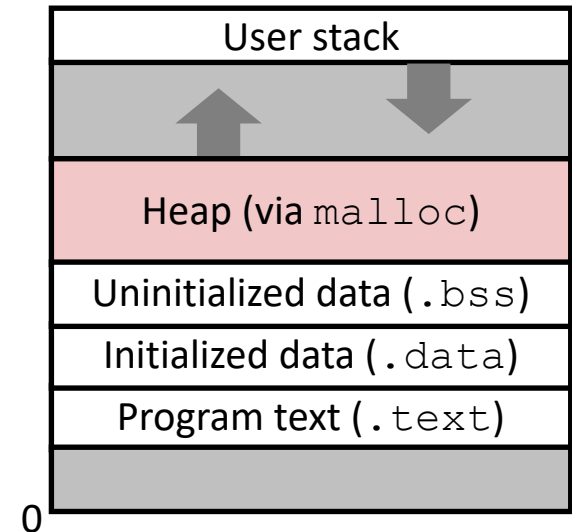 User stack
Heap (via malloc)
Uninitialized data (.bss)
Initialized data (.data)
Program text (.text)
0